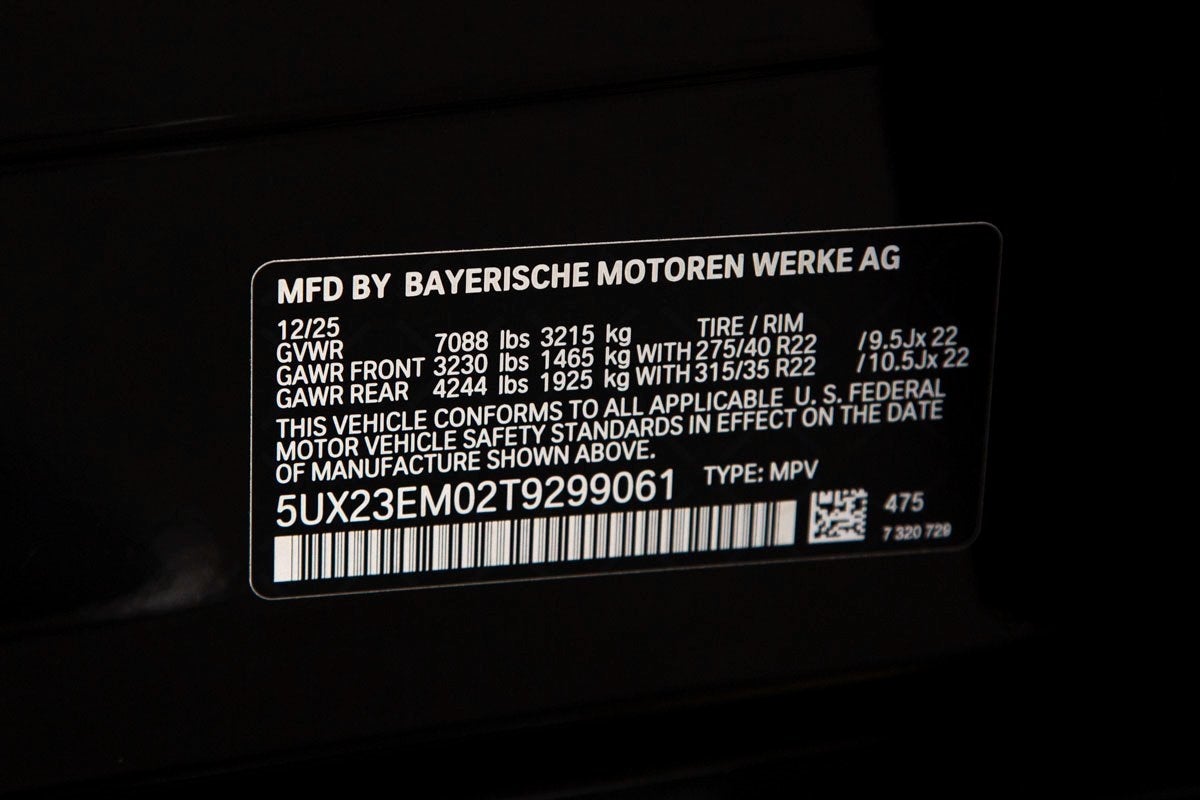 MFD BY BAYERISCHE MOTOREN WERKE AG
12/25 TIRE / RIM
GVWR 7088 lbs 3215 kg
GAWR FRONT 3230 lbs 1465 kg WITH 275/40 R22 /9.5Jx 22
GAWR REAR 4244 lbs 1925 kg WITH 315/35 R22 /10.5Jx 22
THIS VEHICLE CONFORMS TO ALL APPLICABLE U. S. FEDERAL
MOTOR VEHICLE SAFETY STANDARDS IN EFFECT ON THE DATE
OF MANUFACTURE SHOWN ABOVE.
5UX23EM02T9299061 TYPE: MPV
475
7 320 729